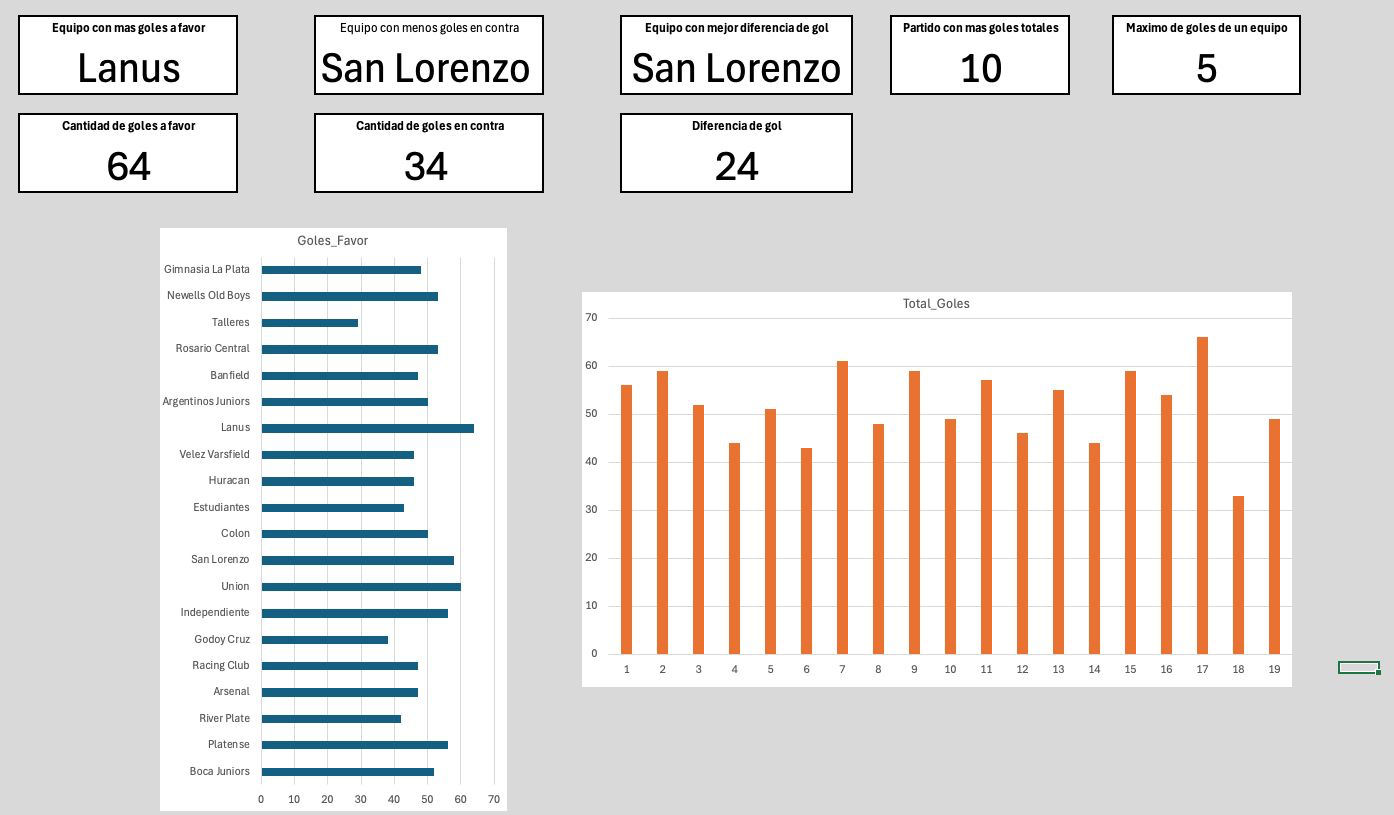 Equipo con mas goles a favor
Lanus
Equipo con menos goles en contra
San Lorenzo
Equipo con mejor diferencia de gol
San Lorenzo
Partido con mas goles totales
10
Maximo de goles de un equipo
5
Cantidad de goles a favor
64
Cantidad de goles en contra
34
Diferencia de gol
24
Goles_Favor
Gimnasia La Plata
Newells Old Boys
Talleres
Rosario Central
Banfield
Argentinos Juniors
Lanus
Velez Varsfield
Huracan
Estudiantes
Colon
San Lorenzo
Union
Independiente
Godoy Cruz
Racing Club
Arsenal
River Plate
Platense
Boca Juniors
0 10 20 30 40 50 60 70
Total_Goles
70
60
50
40
30
20
10
0
1 2 3 4 5 6 7 8 9 10 11 12 13 14 15 16 17 18 19